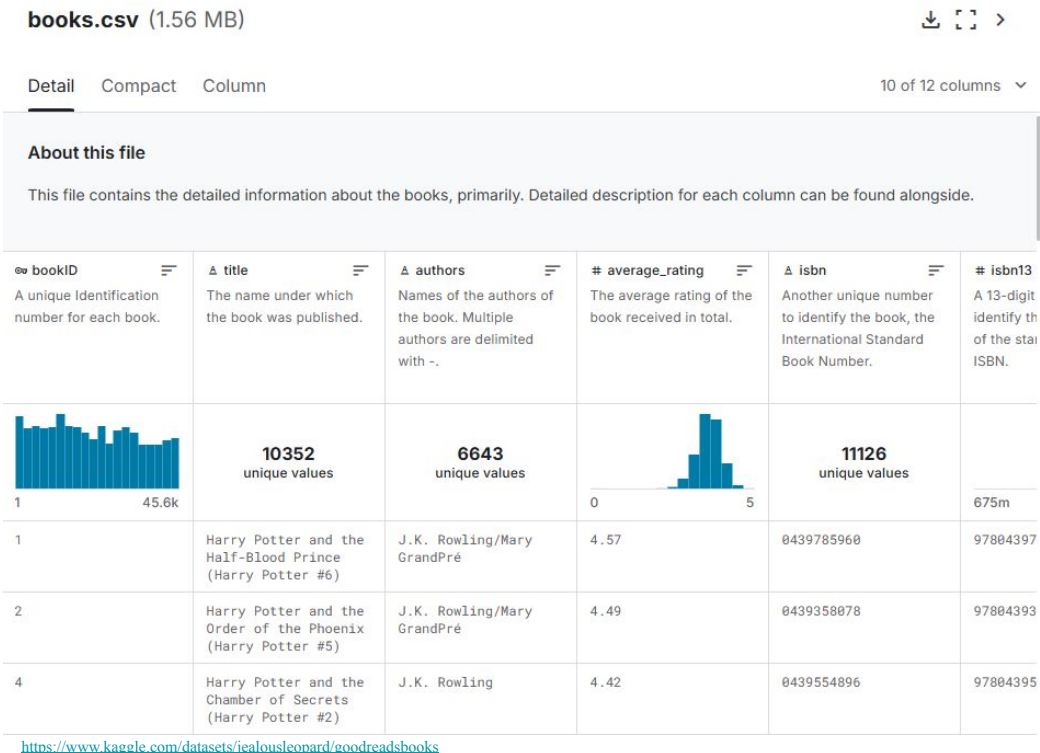 books.csv (1.56 MB)
Detail Compact Column 10 of 12 columns
About this file
This file contains the detailed information about the books, primarily. Detailed description for each column can be found alongside.
bookID
A unique Identification
number for each book.
title
The name under which
the book was published.
authors
Names of the authors of
the book. Multiple
authors are delimited
with -.
# average_rating
The average rating of the
book received in total.
isbn
Another unique number
to identify the book, the
International Standard
Book Number.
# isbn13
A 13-digit
identify th
of the sta
ISBN.
1 45.6k
10352
unique values
6643
unique values
0 5
11126
unique values
675m
1
Harry Potter and the
Half-Blood Prince
(Harry Potter #6)
J.K. Rowling/Mary
GrandPré
4.57
0439785960
97804397
2
Harry Potter and the
Order of the Phoenix
(Harry Potter #5)
J.K. Rowling/Mary
GrandPré
4.49
0439358078
97804393
4
Harry Potter and the
Chamber of Secrets
(Harry Potter #2)
J.K. Rowling
4.42
0439554896
97804395
https://www.kaggle.com/datasets/jealousleopard/goodreadsbooks